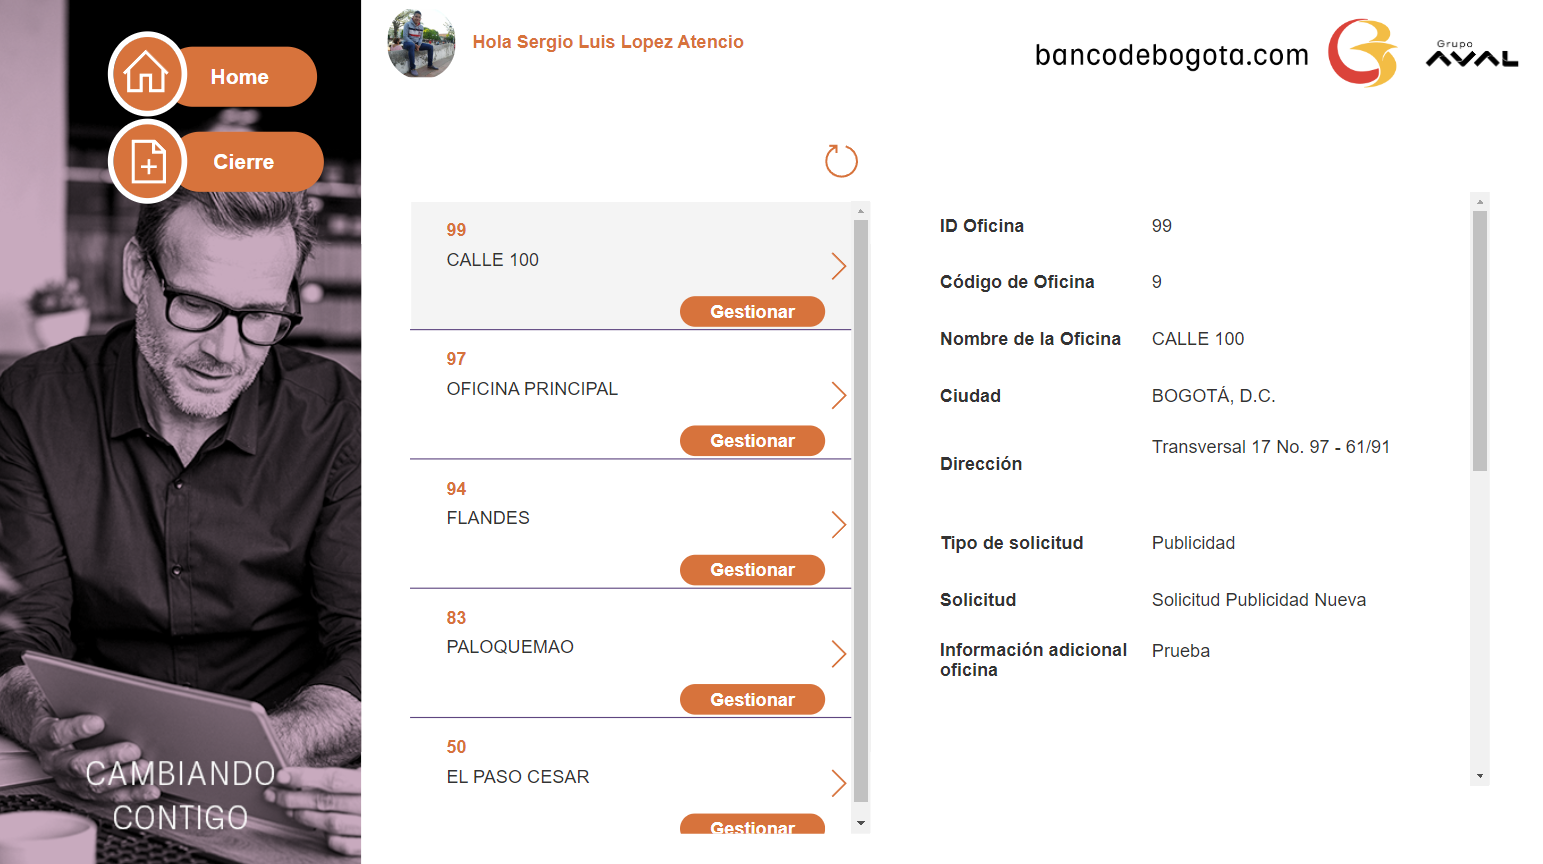 Home
Cierre
CAMBIANDO
CONTIGO
Hola Sergio Luis Lopez Atencio
bancodebogota.com
Grupo
AVAL
99
CALLE 100
Gestionar
97
OFICINA PRINCIPAL
Gestionar
94
FLANDES
Gestionar
83
PALOQUEMAO
Gestionar
50
EL PASO CESAR
Gestionar
ID Oficina 99
Código de Oficina 9
Nombre de la Oficina CALLE 100
Ciudad BOGOTÁ, D.C.
Dirección Transversal 17 No. 97 - 61/91
Tipo de solicitud Publicidad
Solicitud Solicitud Publicidad Nueva
Información adicional Prueba
oficina